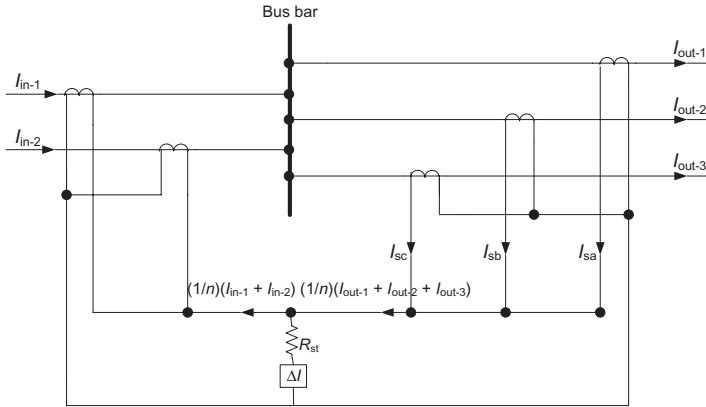 Bus bar
I_out-1
I_in-1
I_out-2
I_in-2
I_out-3
I_sc
I_sb
I_sa
(1/n)(I_in-1 + I_in-2) (1/n)(I_out-1 + I_out-2 + I_out-3)
R_st
ΔI